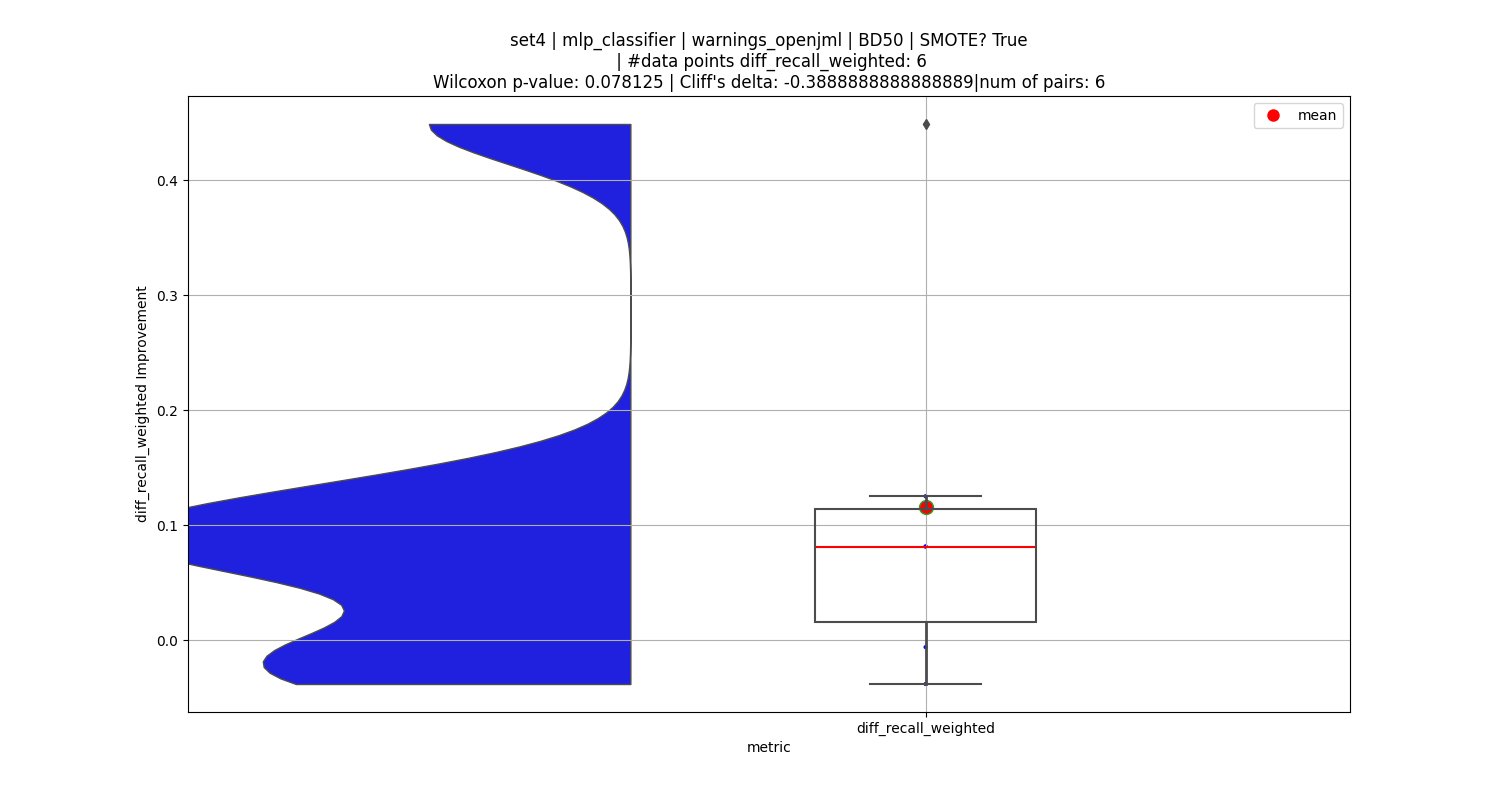 set4 | mlp_classifier | warnings_openjml | BD50 | SMOTE? True
| #data points diff_recall_weighted: 6
Wilcoxon p-value: 0.078125 | Cliff's delta: -0.3888888888888889|num of pairs: 6
mean
0.4
0.3
0.2
0.1
0.0
diff_recall_weighted Improvement
diff_recall_weighted
metric